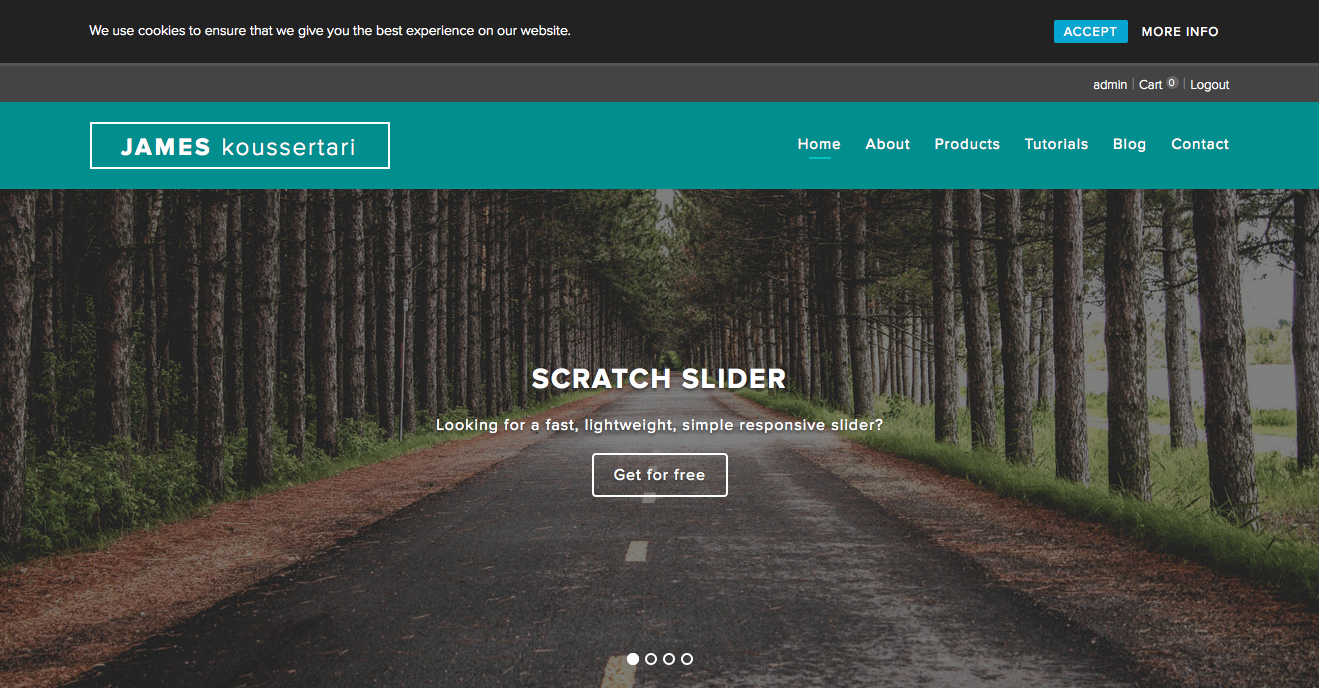 We use cookies to ensure that we give you the best experience on our website.
ACCEPT MORE INFO
admin | Cart 0 | Logout
JAMES koussertari
Home About Products Tutorials Blog Contact
SCRATCH SLIDER
Looking for a fast, lightweight, simple responsive slider?
Get for free